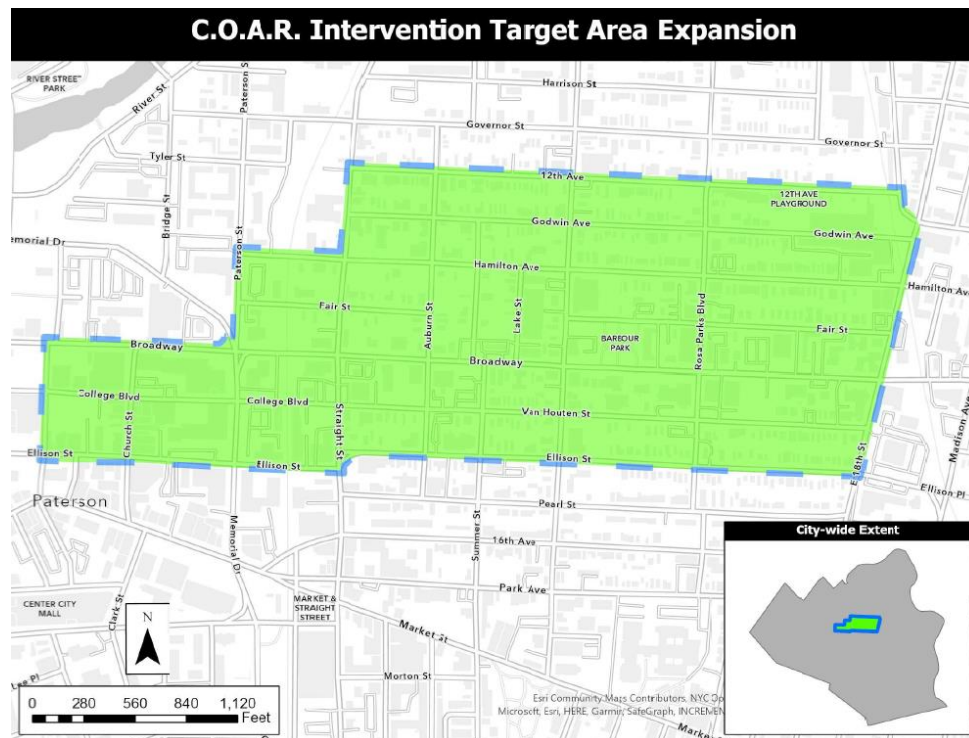 C.O.A.R. Intervention Target Area Expansion
RIVER STREET
PARK
River St
Paterson St
Harrison St
Governor St
Governor St
Tyler St
Bridge St
12th Ave
12TH AVE
PLAYGROUND
Godwin Ave
Godwin Ave
Paterson St
Hamilton Ave
Hamilton Ave
Fair St
Auburn St
Lake St
Rosa Parks Blvd
Fair St
BARBOUR
PARK
Broadway
Broadway
College Blvd
College Blvd
Church St
Straight St
Van Houten St
Madison Ave
Ellison St
Ellison St
Ellison St
E 18th St
Ellison Pl
Paterson
Pearl St
Summer St
16th Ave
Memorial Dr
Park Ave
CENTER CITY
MALL
Clark St
MARKET &
STRAIGHT
STREET
Market St
Morton St
N
0 280 560 840 1,120
Feet
City-wide Extent
Esri Community Maps Contributors, NYC
Microsoft, Esri, HERE, Garmin, SafeGraph, INCREMEN